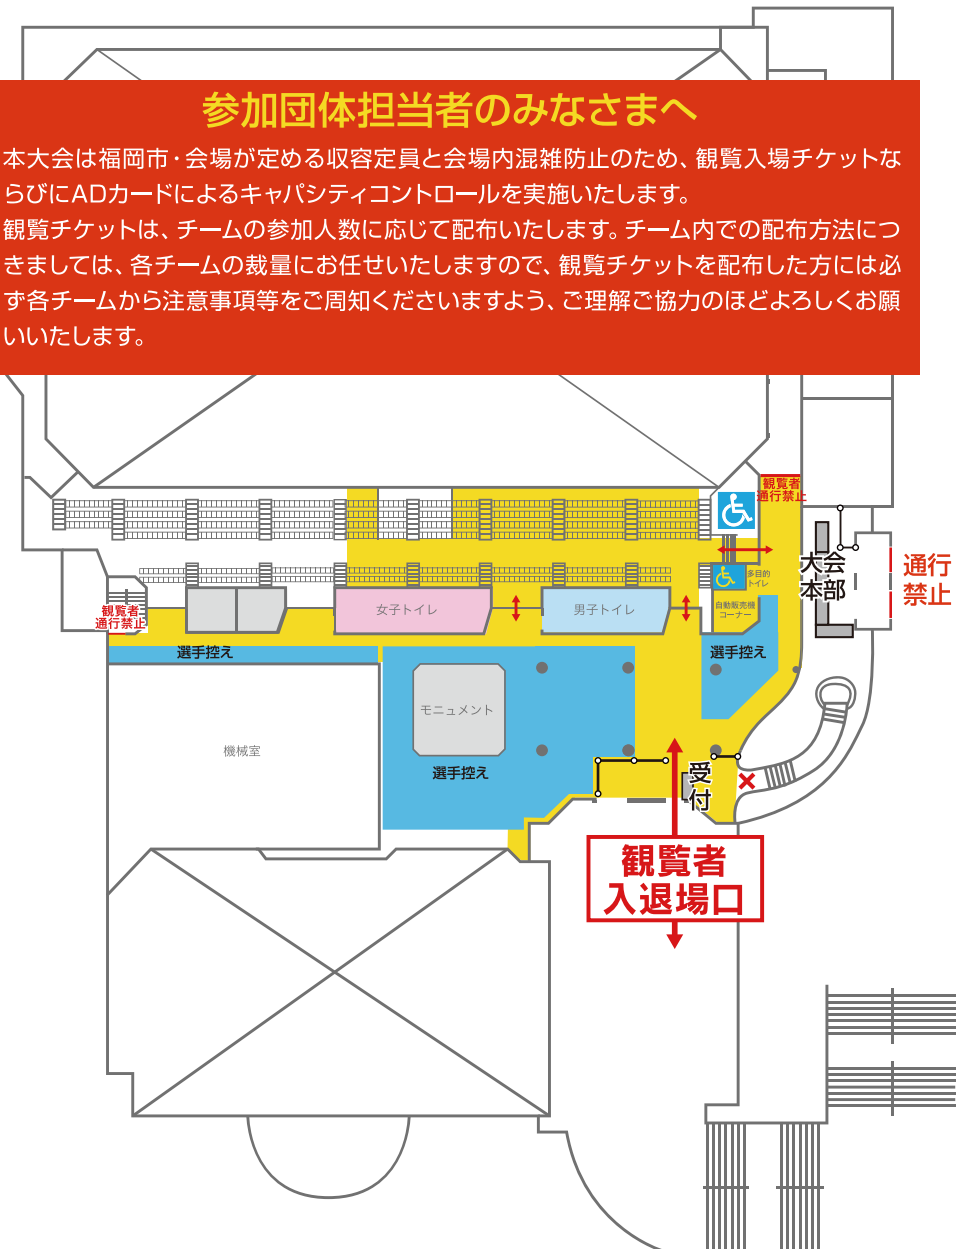 参加団体担当者のみなさまへ
本大会は福岡市・会場が定める収容定員と会場内混雑防止のため、観覧入場チケットな
らびにADカードによるキャパシティコントロールを実施いたします。
観覧チケットは、チームの参加人数に応じて配布いたします。チーム内での配布方法につ
きましては、各チームの裁量にお任せいたしますので、観覧チケットを配布した方には必
ず各チームから注意事項等をご周知くださいますよう、ご理解ご協力のほどよろしくお願
いいたします。
観覧者
通行禁止
大会
本部
通行
禁止
多目的
トイレ
自動販売機
コーナー
観覧者
通行禁止
女子トイレ
男子トイレ
選手控え
選手控え
モニュメント
機械室
選手控え
受
付
観覧者
入退場口